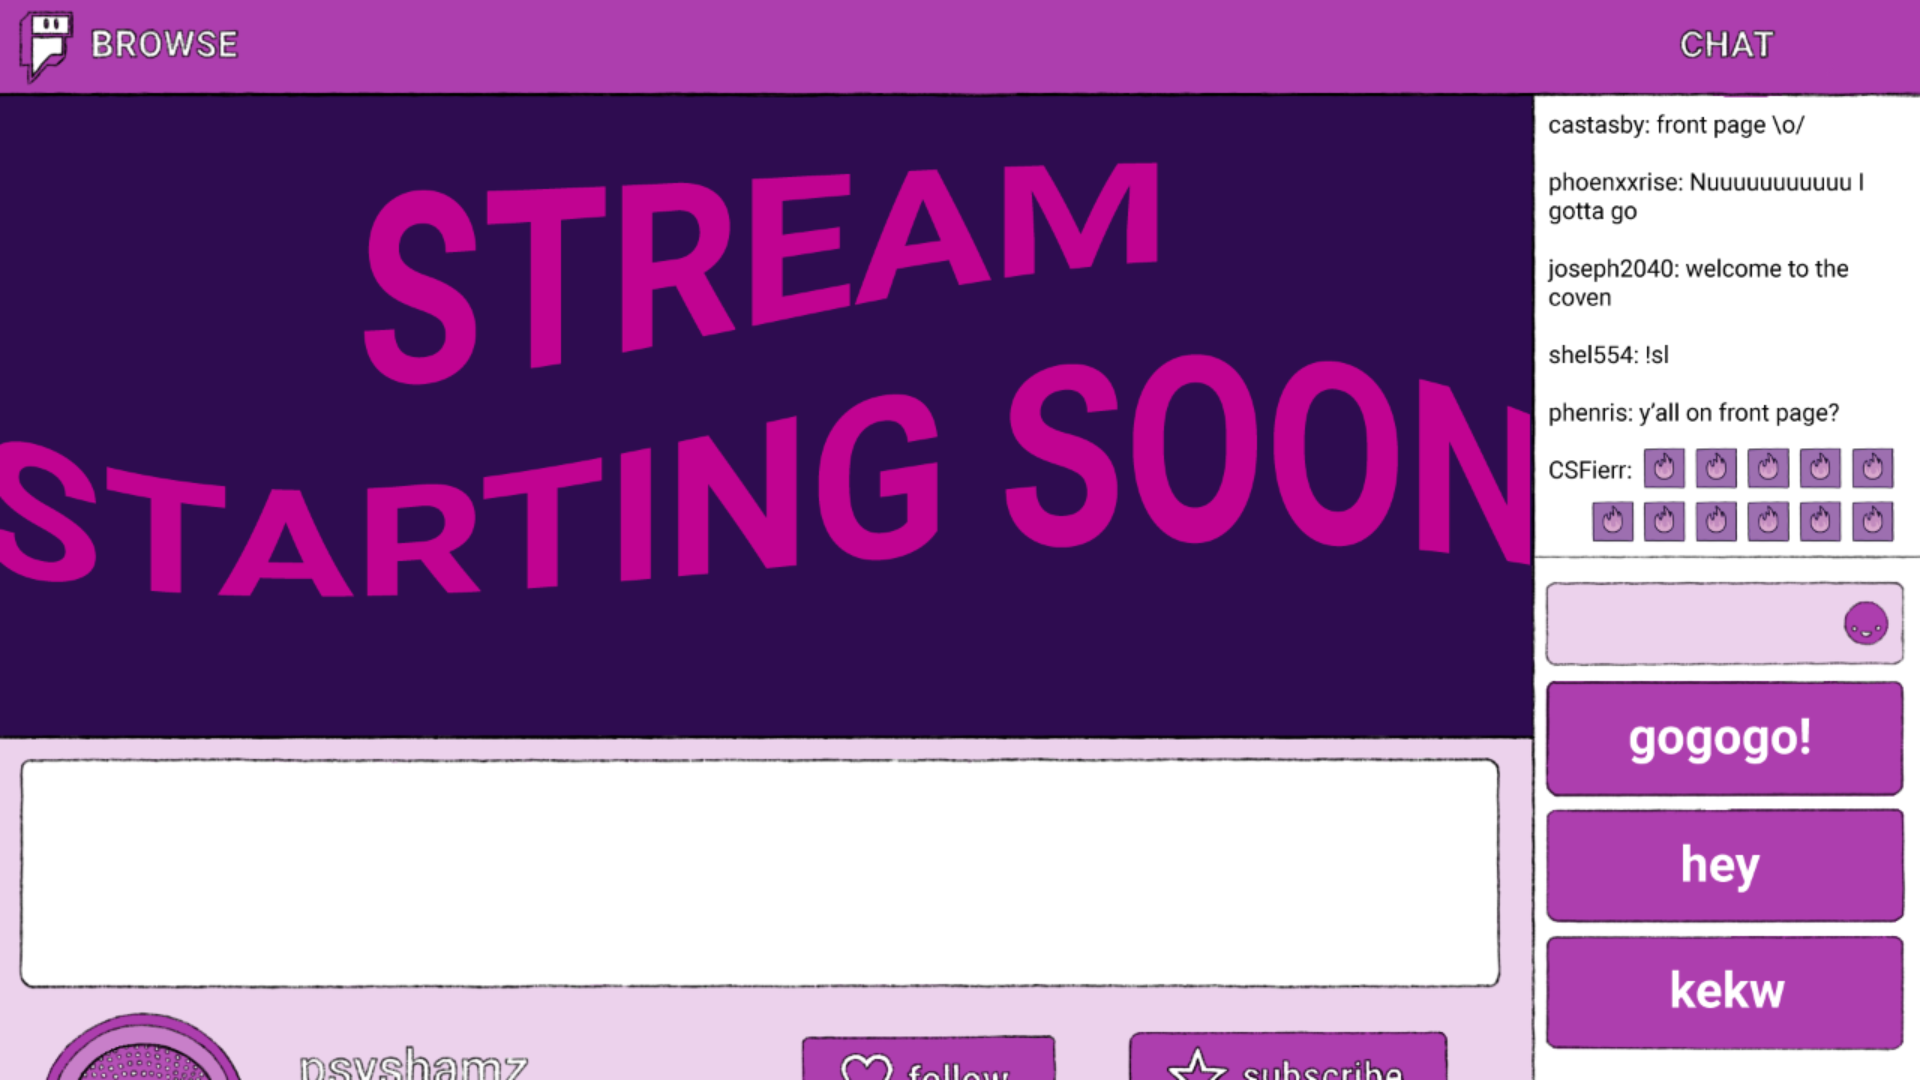 BROWSE
CHAT
STREAM
STARTING SOON
castasby: front page \o/
phoenxxrise: Nuuuuuuuuuuu I
gotta go
joseph2040: welcome to the
coven
shel554: !sl
phenris: y'all on front page?
CSFierr:
gogogo!
hey
kekw
psyshamz
follow
subscribe